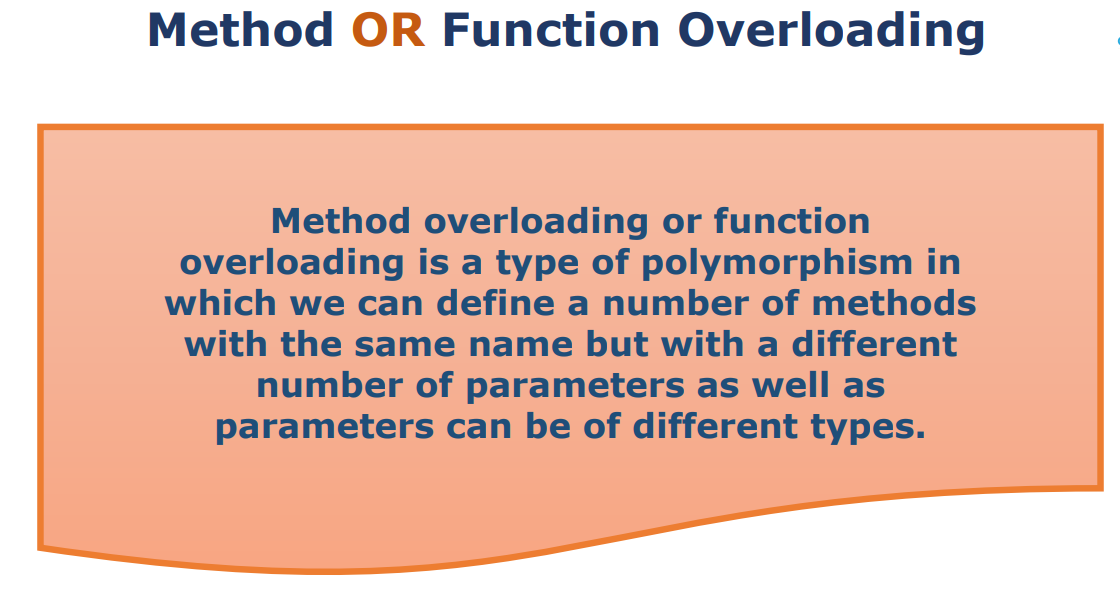 Method OR Function Overloading
Method overloading or function
overloading is a type of polymorphism in
which we can define a number of methods
with the same name but with a different
number of parameters as well as
parameters can be of different types.